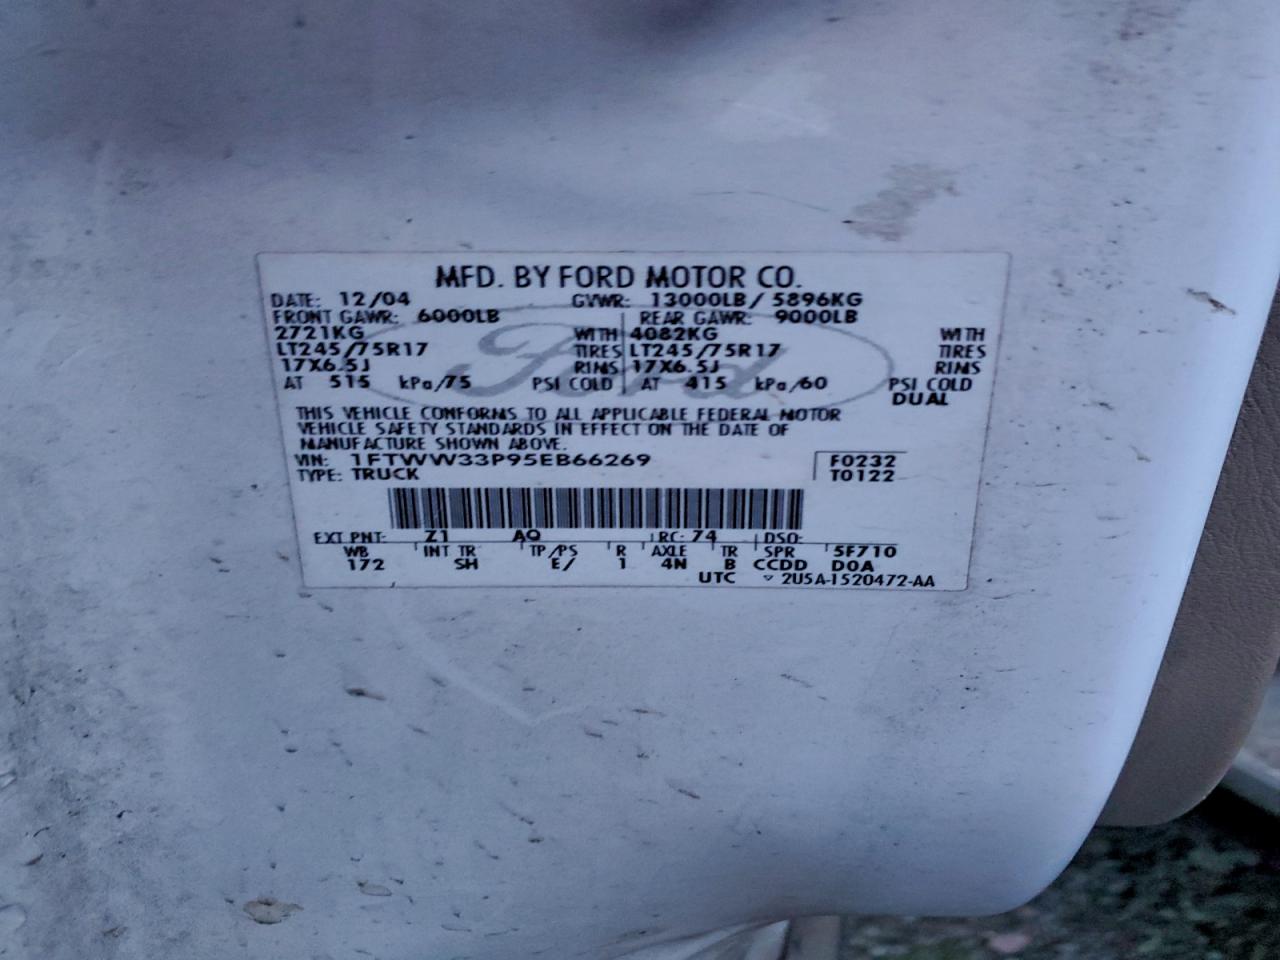 MFD. BY FORD MOTOR CO.
DATE: 12/04 GVWR: 13000LB/ 5896KG
FRONT GAWR: 6000LB REAR GAWR: 9000LB
2721KG WITH 4082KG WITH
LT245/75R17 TIRES LT245/75R17 TIRES
17X6.5J RIMS 17X6.5J RIMS
AT 515 kPa/75 PSI COLD AT 415 kPa/60 PSI COLD
DUAL
Ford
THIS VEHICLE CONFORMS TO ALL APPLICABLE FEDERAL MOTOR
VEHICLE SAFETY STANDARDS IN EFFECT ON THE DATE OF
MANUFACTURE SHOWN ABOVE.
VIN: 1FTWW33P95EB66269 F0232
TYPE: TRUCK T0122
EXT PNT: Z1 AQ RC: 74 DSO:
WB INT TR TP/PS R AXLE TR SPR 5F710
172 SH E/ 1 4N B CCDD D0A
UTC ▽ 2U5A-1520472-AA